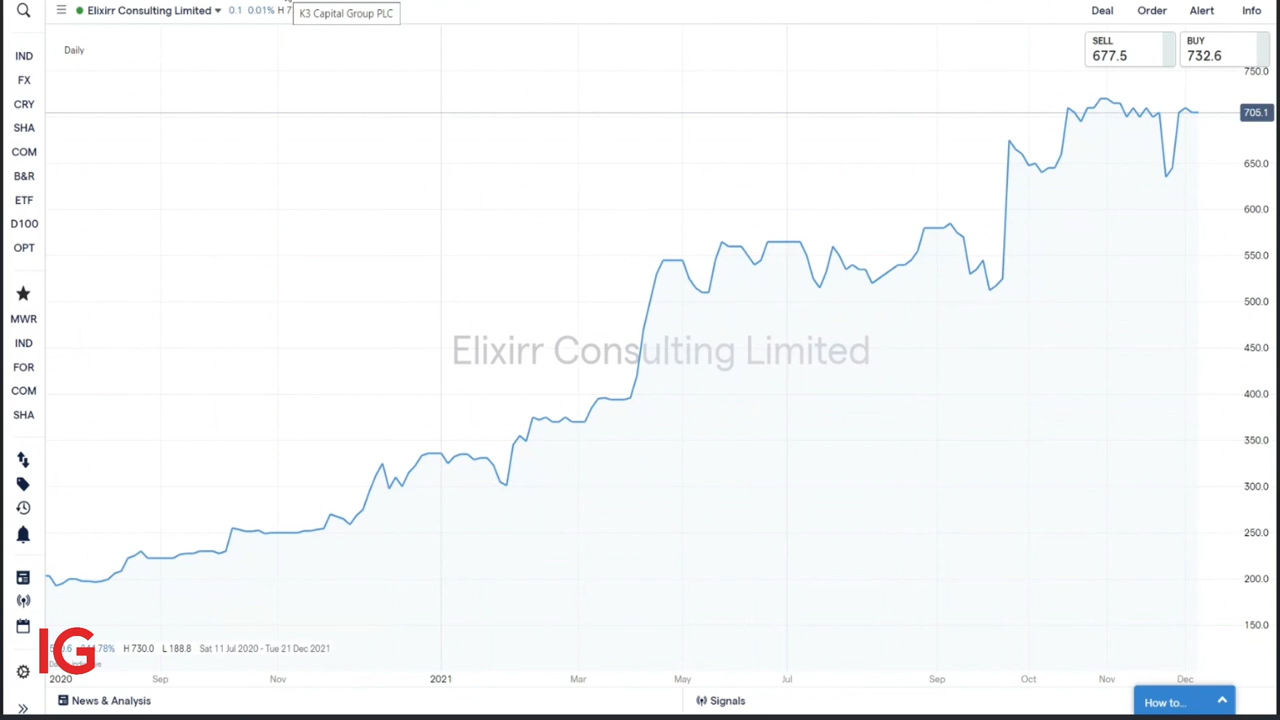 Elixirr Consulting Limited 0.1 0.01% H 7
K3 Capital Group PLC
Deal Order Alert Info
Daily
SELL
677.5
BUY
732.6
IND
FX
CRY
SHA
COM
B&R
ETF
D100
OPT
MWR
IND
FOR
COM
SHA
750.0
705.1
650.0
600.0
550.0
500.0
450.0
400.0
350.0
300.0
250.0
200.0
150.0
Elixirr Consulting Limited
IG
H 730.0 L 188.8 Sat 11 Jul 2020 - Tue 21 Dec 2021
2020 Sep Nov 2021 Mar May Jul Sep Oct Nov Dec
News & Analysis
Signals
How to...